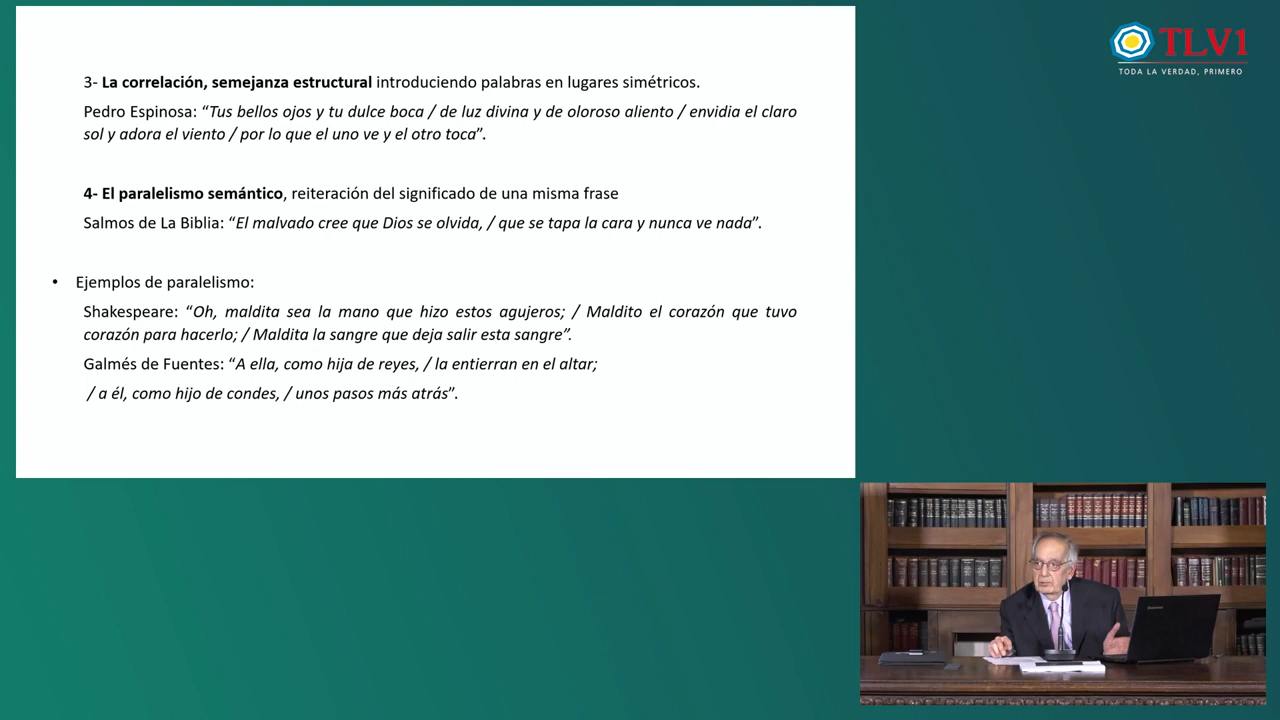 3- La correlación, semejanza estructural introduciendo palabras en lugares simétricos.
Pedro Espinosa: “Tus bellos ojos y tu dulce boca / de luz divina y de oloroso aliento / envidia el claro
sol y adora el viento / por lo que el uno ve y el otro toca”.
4- El paralelismo semántico, reiteración del significado de una misma frase
Salmos de La Biblia: “El malvado cree que Dios se olvida, / que se tapa la cara y nunca ve nada”.
• Ejemplos de paralelismo:
Shakespeare: “Oh, maldita sea la mano que hizo estos agujeros; / Maldito el corazón que tuvo
corazón para hacerlo; / Maldita la sangre que deja salir esta sangre”.
Galmés de Fuentes: “A ella, como hija de reyes, / la entierran en el altar;
/ a él, como hijo de condes, / unos pasos más atrás”.
TLV1
TODA LA VERDAD, PRIMERO